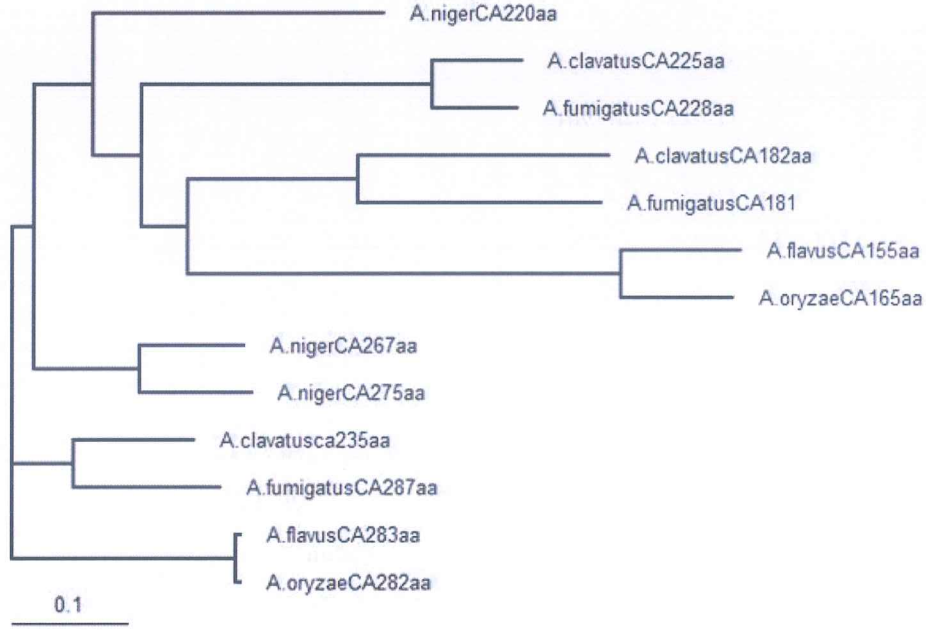 A.nigerCA220aa
A.clavatusCA225aa
A.fumigatusCA228aa
A.clavatusCA182aa
A.fumigatusCA181
A.flavusCA155aa
A.oryzaeCA165aa
A.nigerCA267aa
A.nigerCA275aa
A.clavatusca235aa
A.fumigatusCA287aa
A.flavusCA283aa
A.oryzaeCA282aa
0.1